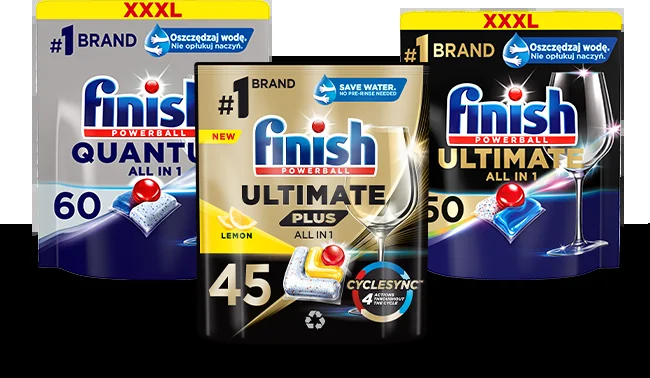 XXXL
#1 BRAND
Oszczędzaj wodę.
Nie opłukuj naczyń.
finish
POWERBALL
QUANTU
ALL IN 1
60
#1 BRAND
SAVE WATER.
NO PRE-RINSE NEEDED
NEW
finish
POWERBALL
ULTIMATE
PLUS
ALL IN 1
LEMON
45
CYCLESYNC™
4 ACTIONS
THROUGHOUT
THE CYCLE
XXXL
#1 BRAND
Oszczędzaj wodę.
Nie opłukuj naczyń.
finish
POWERBALL
ULTIMATE
ALL IN 1
50